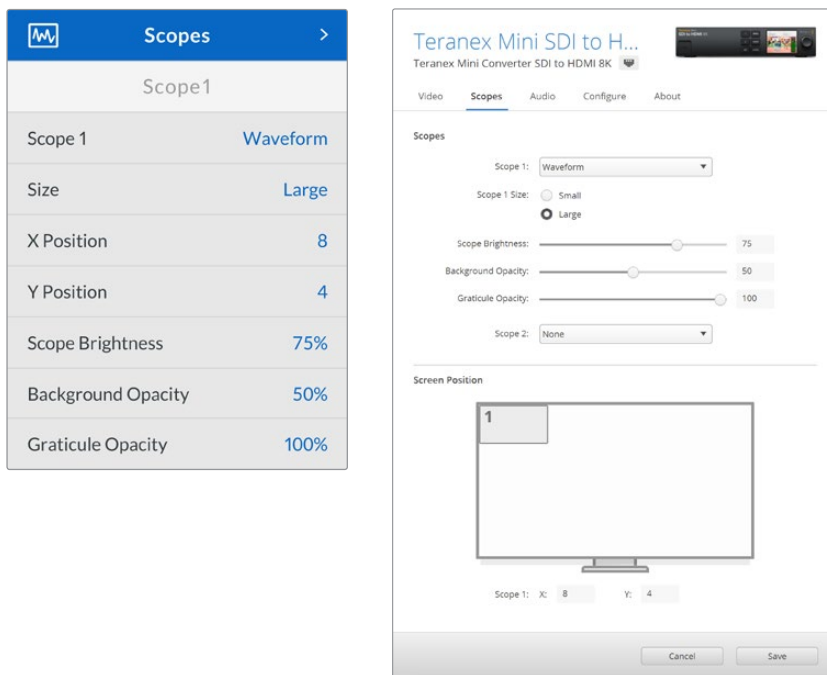 Scopes >
Scope1
Scope 1 Waveform
Size Large
X Position 8
Y Position 4
Scope Brightness 75%
Background Opacity 50%
Graticule Opacity 100%
Teranex Mini SDI to H...
Teranex Mini Converter SDI to HDMI 8K
Video Scopes Audio Configure About
Scopes
Scope 1: Waveform
Scope 1 Size: Small
Large
Scope Brightness: 75
Background Opacity: 50
Graticule Opacity: 100
Scope 2: None
Screen Position
1
Scope 1: X: 8 Y: 4
Cancel Save